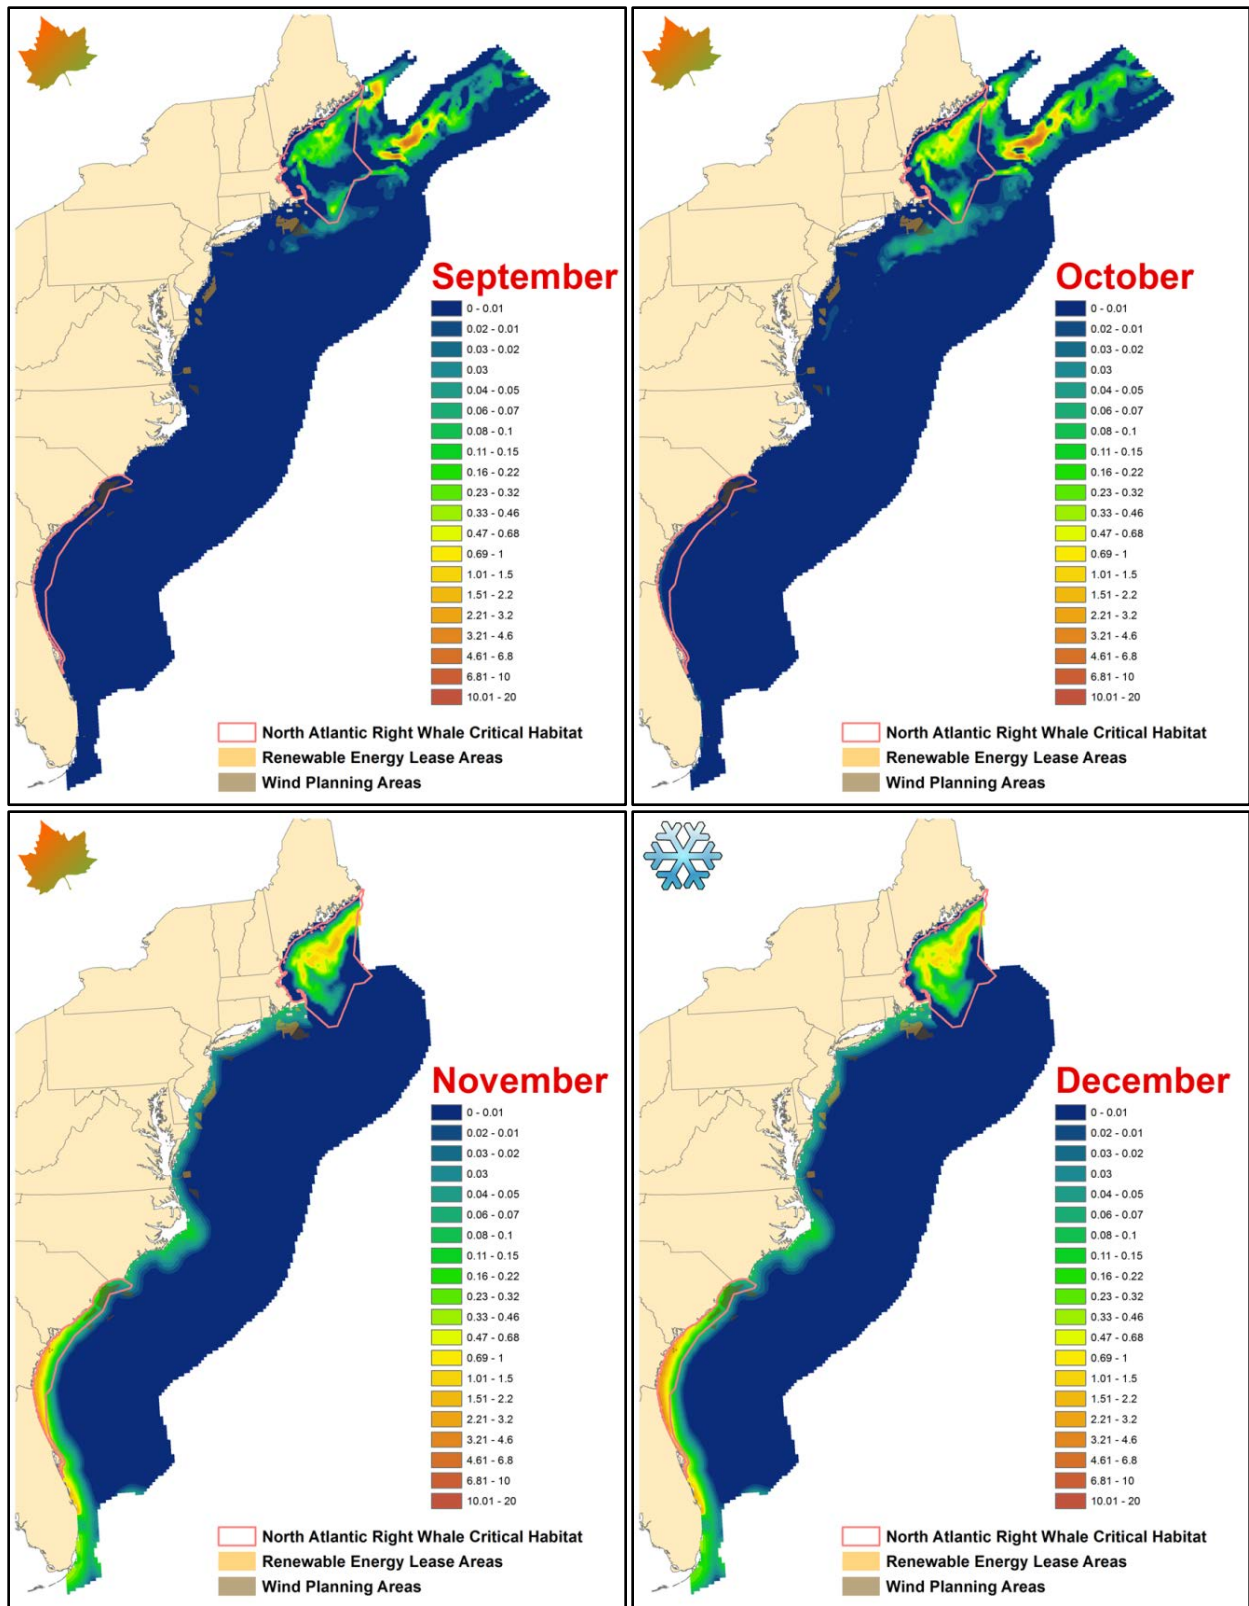 September
0 - 0.01
0.02 - 0.01
0.03 - 0.02
0.03
0.04 - 0.05
0.06 - 0.07
0.08 - 0.1
0.11 - 0.15
0.16 - 0.22
0.23 - 0.32
0.33 - 0.46
0.47 - 0.68
0.69 - 1
1.01 - 1.5
1.51 - 2.2
2.21 - 3.2
3.21 - 4.6
4.61 - 6.8
6.81 - 10
10.01 - 20
North Atlantic Right Whale Critical Habitat
Renewable Energy Lease Areas
Wind Planning Areas
October
0 - 0.01
0.02 - 0.01
0.03 - 0.02
0.03
0.04 - 0.05
0.06 - 0.07
0.08 - 0.1
0.11 - 0.15
0.16 - 0.22
0.23 - 0.32
0.33 - 0.46
0.47 - 0.68
0.69 - 1
1.01 - 1.5
1.51 - 2.2
2.21 - 3.2
3.21 - 4.6
4.61 - 6.8
6.81 - 10
10.01 - 20
North Atlantic Right Whale Critical Habitat
Renewable Energy Lease Areas
Wind Planning Areas
November
0 - 0.01
0.02 - 0.01
0.03 - 0.02
0.03
0.04 - 0.05
0.06 - 0.07
0.08 - 0.1
0.11 - 0.15
0.16 - 0.22
0.23 - 0.32
0.33 - 0.46
0.47 - 0.68
0.69 - 1
1.01 - 1.5
1.51 - 2.2
2.21 - 3.2
3.21 - 4.6
4.61 - 6.8
6.81 - 10
10.01 - 20
North Atlantic Right Whale Critical Habitat
Renewable Energy Lease Areas
Wind Planning Areas
December
0 - 0.01
0.02 - 0.01
0.03 - 0.02
0.03
0.04 - 0.05
0.06 - 0.07
0.08 - 0.1
0.11 - 0.15
0.16 - 0.22
0.23 - 0.32
0.33 - 0.46
0.47 - 0.68
0.69 - 1
1.01 - 1.5
1.51 - 2.2
2.21 - 3.2
3.21 - 4.6
4.61 - 6.8
6.81 - 10
10.01 - 20
North Atlantic Right Whale Critical Habitat
Renewable Energy Lease Areas
Wind Planning Areas